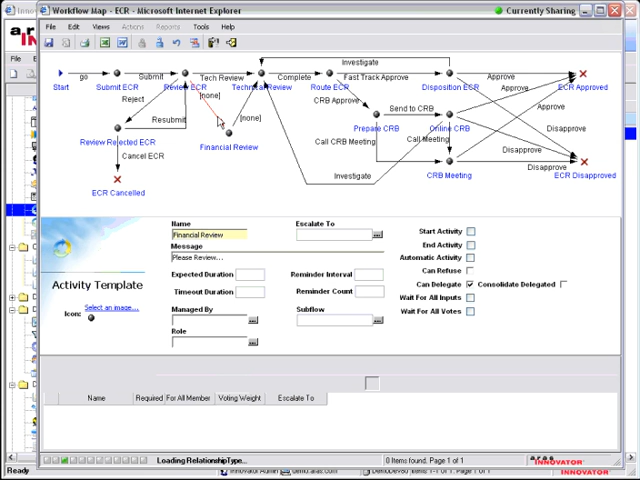 Workflow Map - ECR - Microsoft Internet Explorer
Currently Sharing
File Edit Views Actions Reports Tools Help
Investigate
go Submit Tech Review Complete Fast Track Approve Approve
Start Submit ECR Review ECR Technical Review Route ECR Disposition ECR ECR Approved
Reject [none] CRB Approve Approve
Resubmit [none] Send to CRB Approve
Prepare CRB Online CRB Disapprove
Review Rejected ECR Financial Review Call CRB Meeting Call Meeting
Cancel ECR Disapprove
Disapprove
Investigate CRB Meeting ECR Disapproved
ECR Cancelled
Name
Financial Review
Escalate To
Message
Please Review...
Expected Duration Reminder Interval
Timeout Duration Reminder Count
Managed By Subflow
Role
Start Activity
End Activity
Automatic Activity
Can Refuse
Can Delegate Consolidate Delegated
Wait For All Inputs
Wait For All Votes
Activity Template
Icon: Select an image...
Name Required For All Member Voting Weight Escalate To
Loading RelationshipType... 0 Items found. Page 1 of 1
aras
INNOVATOR
Ready